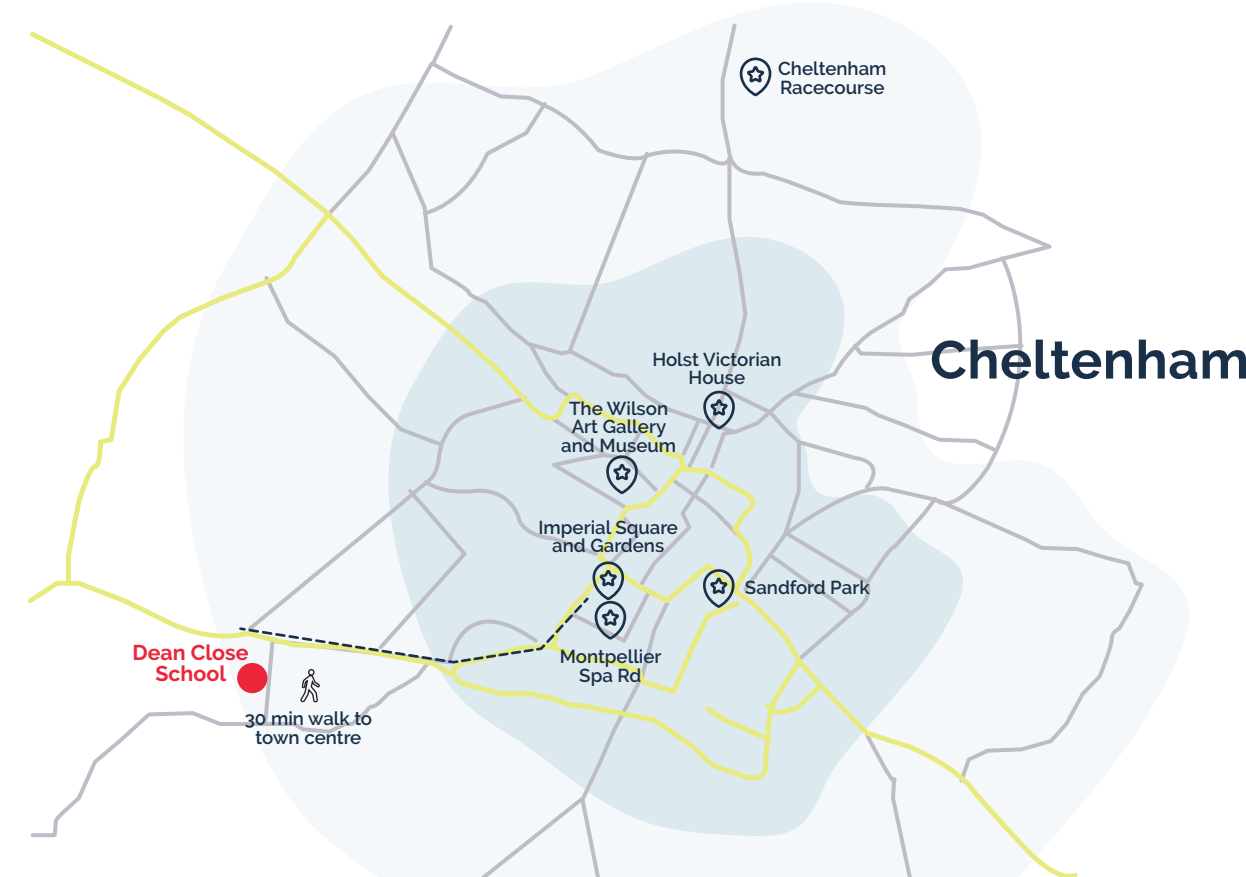 Cheltenham
Racecourse
Cheltenham
Holst Victorian
House
The Wilson
Art Gallery
and Museum
Imperial Square
and Gardens
Sandford Park
Montpellier
Spa Rd
Dean Close
School
30 min walk to
town centre